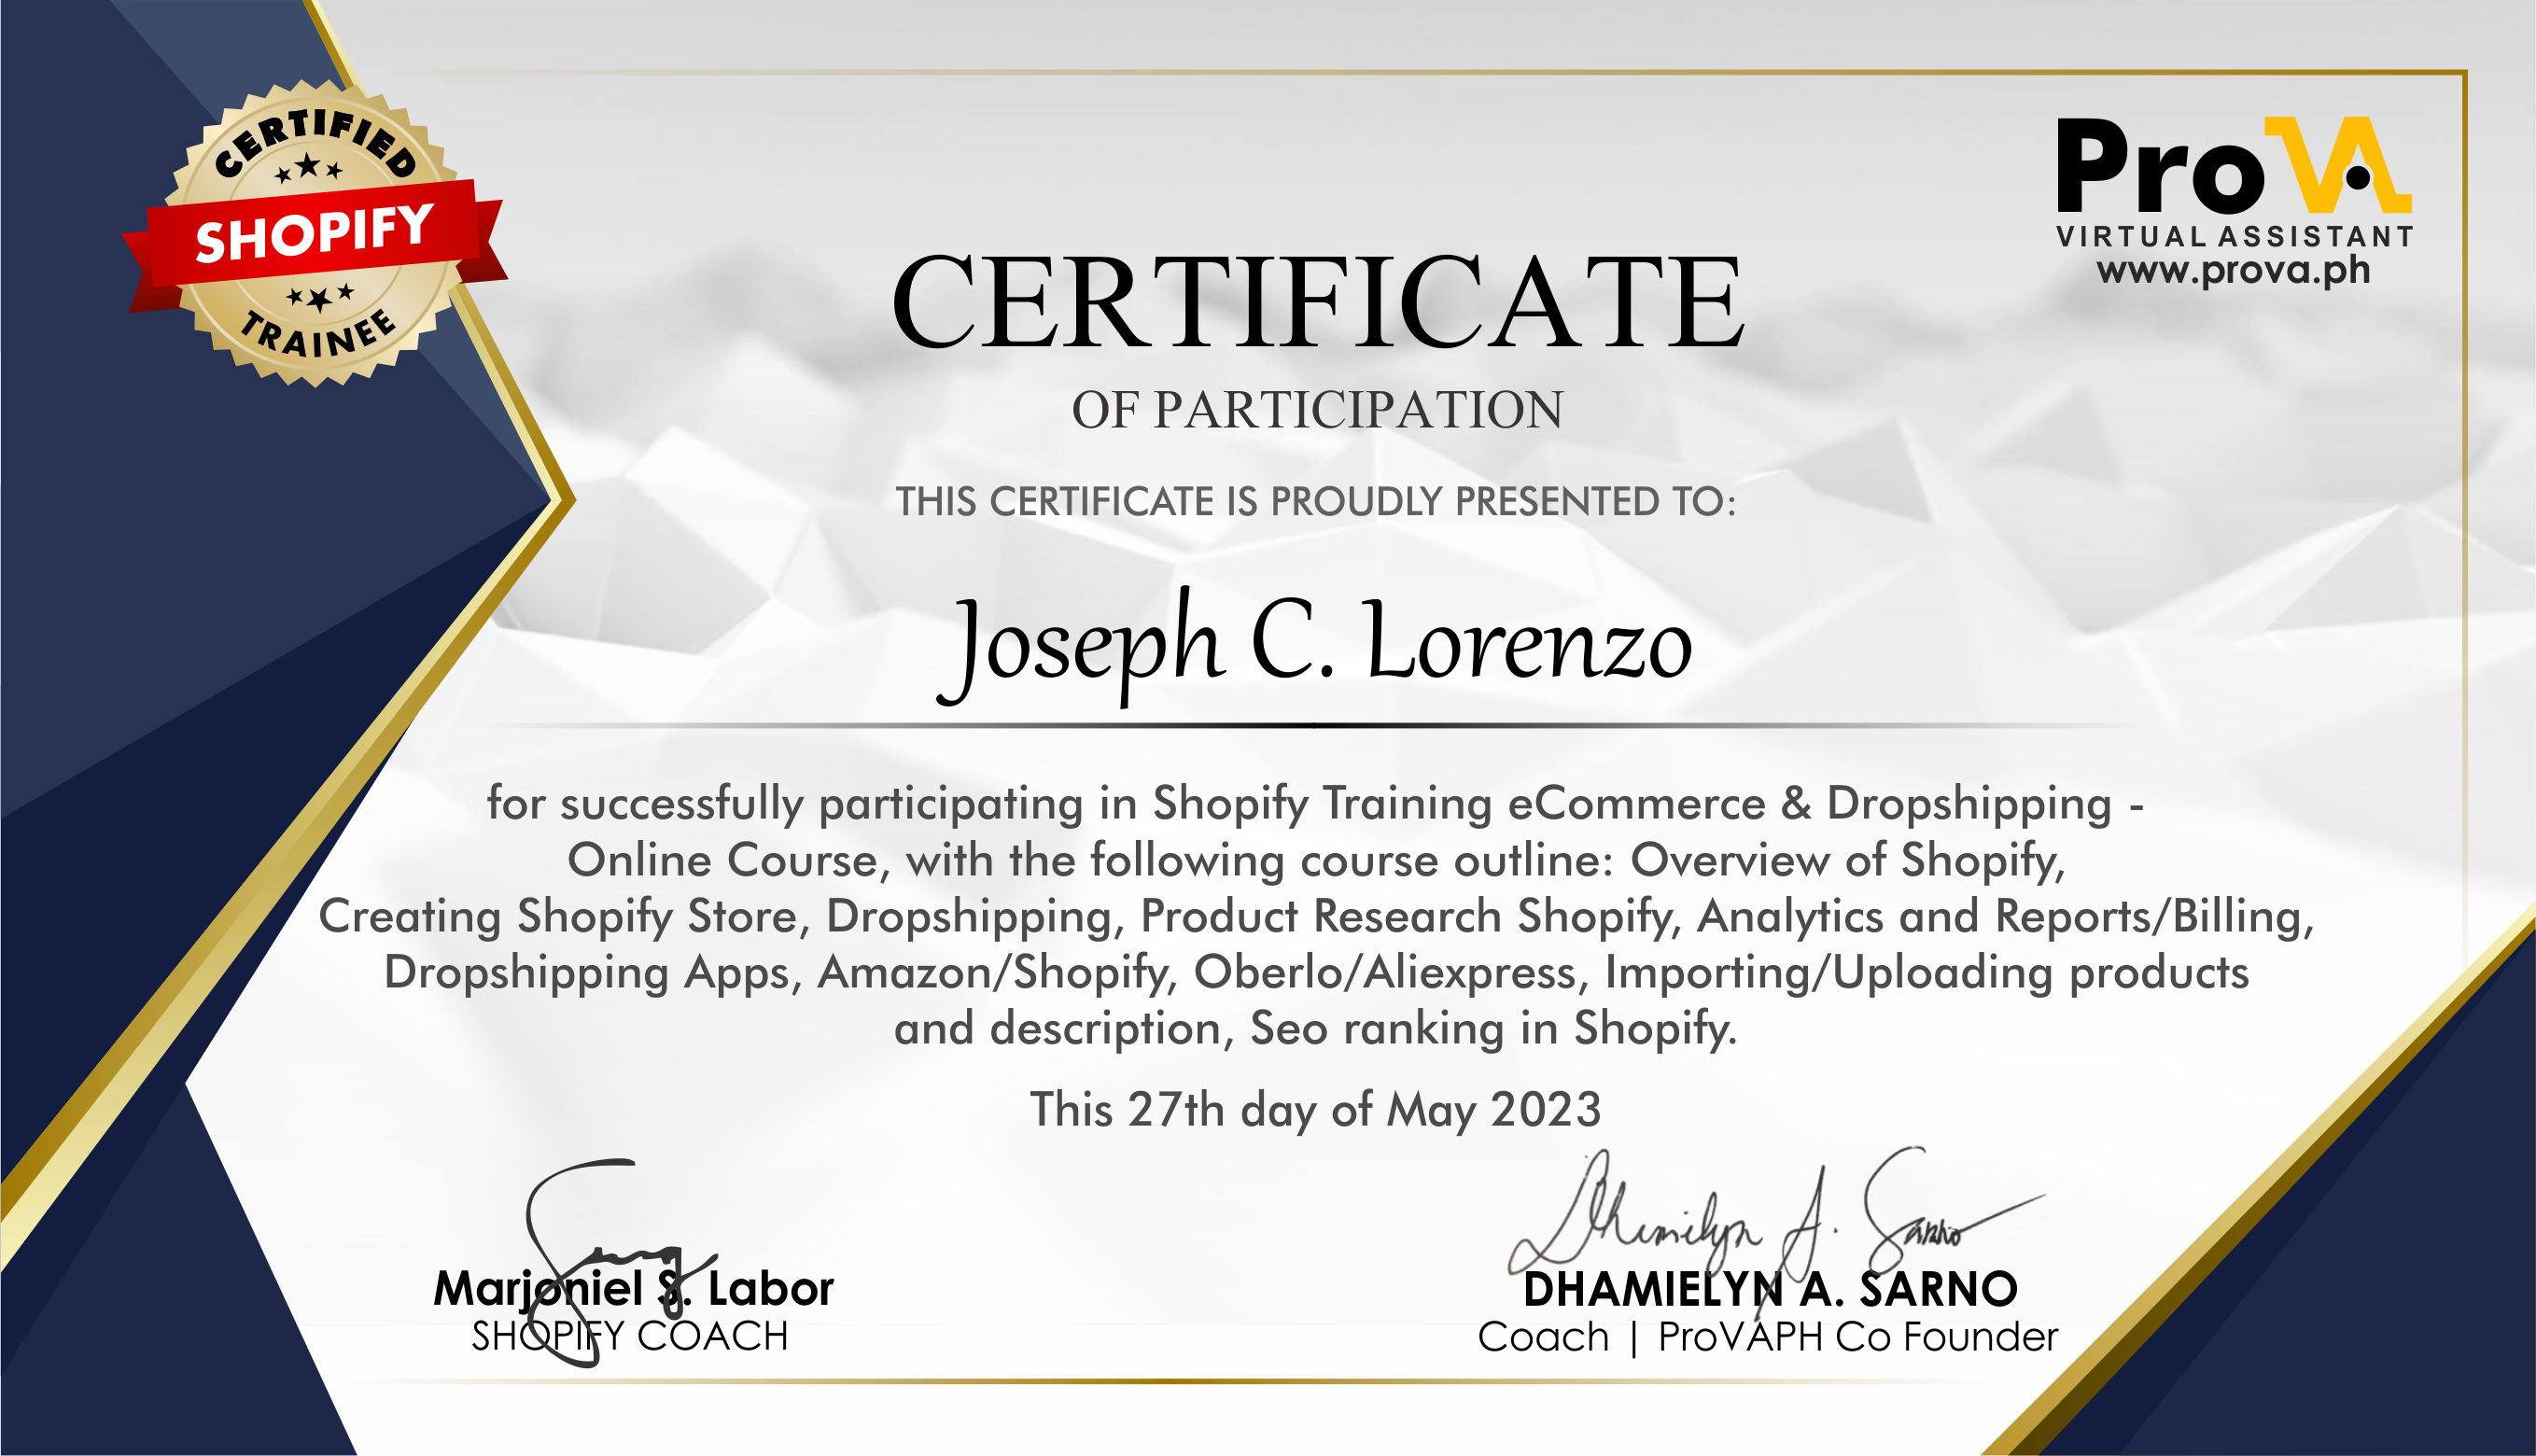 CERTIFIED
SHOPIFY
TRAINEE
ProVA
VIRTUAL ASSISTANT
www.prova.ph
CERTIFICATE
OF PARTICIPATION
THIS CERTIFICATE IS PROUDLY PRESENTED TO:
Joseph C. Lorenzo
for successfully participating in Shopify Training eCommerce & Dropshipping -
Online Course, with the following course outline: Overview of Shopify,
Creating Shopify Store, Dropshipping, Product Research Shopify, Analytics and Reports/Billing,
Dropshipping Apps, Amazon/Shopify, Oberlo/Aliexpress, Importing/Uploading products
and description, Seo ranking in Shopify.
This 27th day of May 2023
Marjoniel S. Labor
SHOPIFY COACH
Dhamielyn A. Sarno
DHAMIELYN A. SARNO
Coach | ProVAPH Co Founder